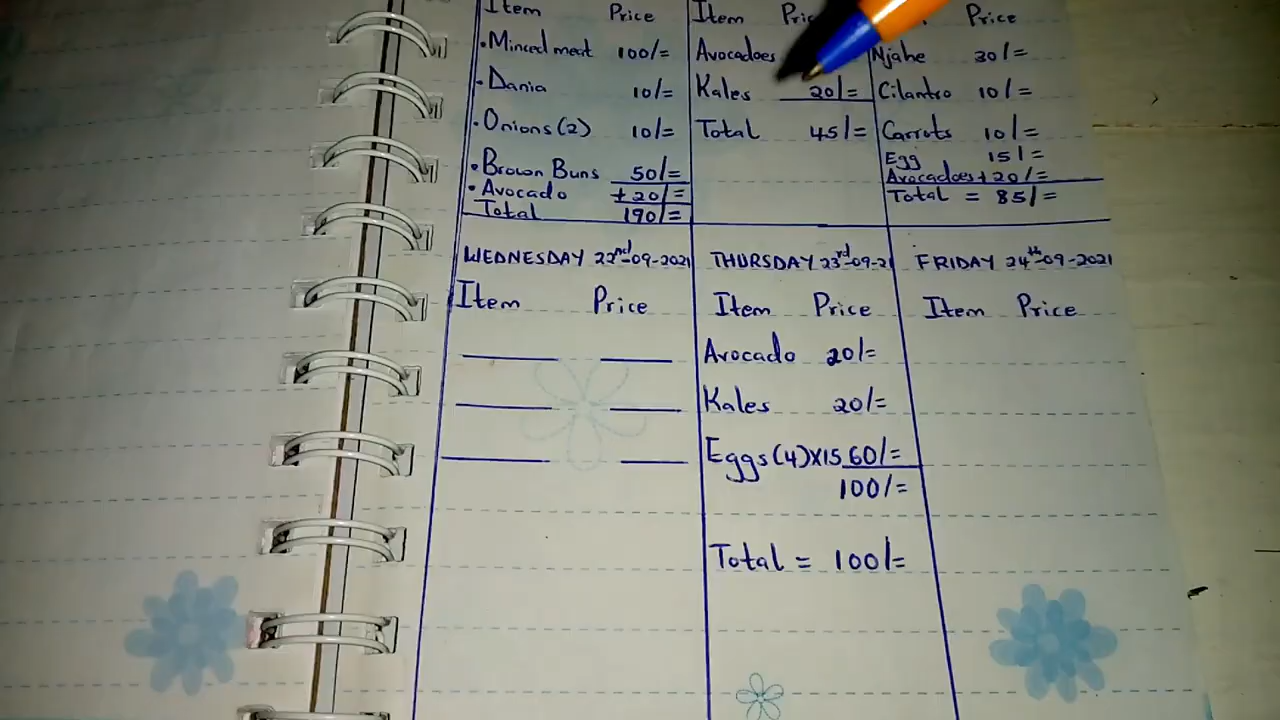 Item Price
Minced meat 100/=
Dania 10/=
Onions (2) 10/=
Brown Buns 50/=
Avocado +20/=
Total 190/=
Item
Avocadoes
Kales 20/=
Total 45/=
Price
Njahe 30/=
Cilantro 10/=
Carrots 10/=
Egg 15/=
Avocadoes +20/=
Total = 85/=
WEDNESDAY 22nd-09-2021
Item Price
THURSDAY 23rd-09-21
Item Price
Avocado 20/=
Kales 20/=
Eggs (4)X15 60/=
100/=
Total = 100/=
FRIDAY 24th-09-2021
Item Price